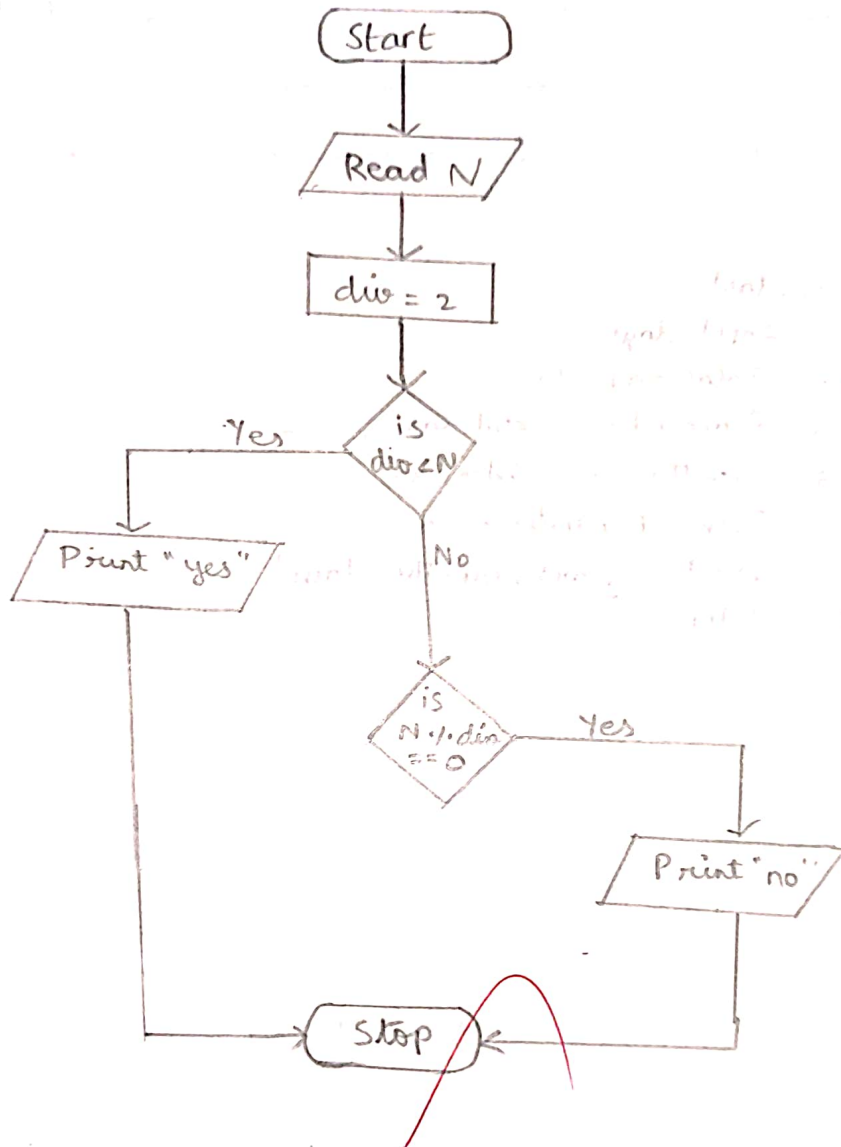 Start
Read N
div = 2
is
div < N
Yes
Print "yes"
No
is
N % div
== 0
Yes
Print "no"
Stop